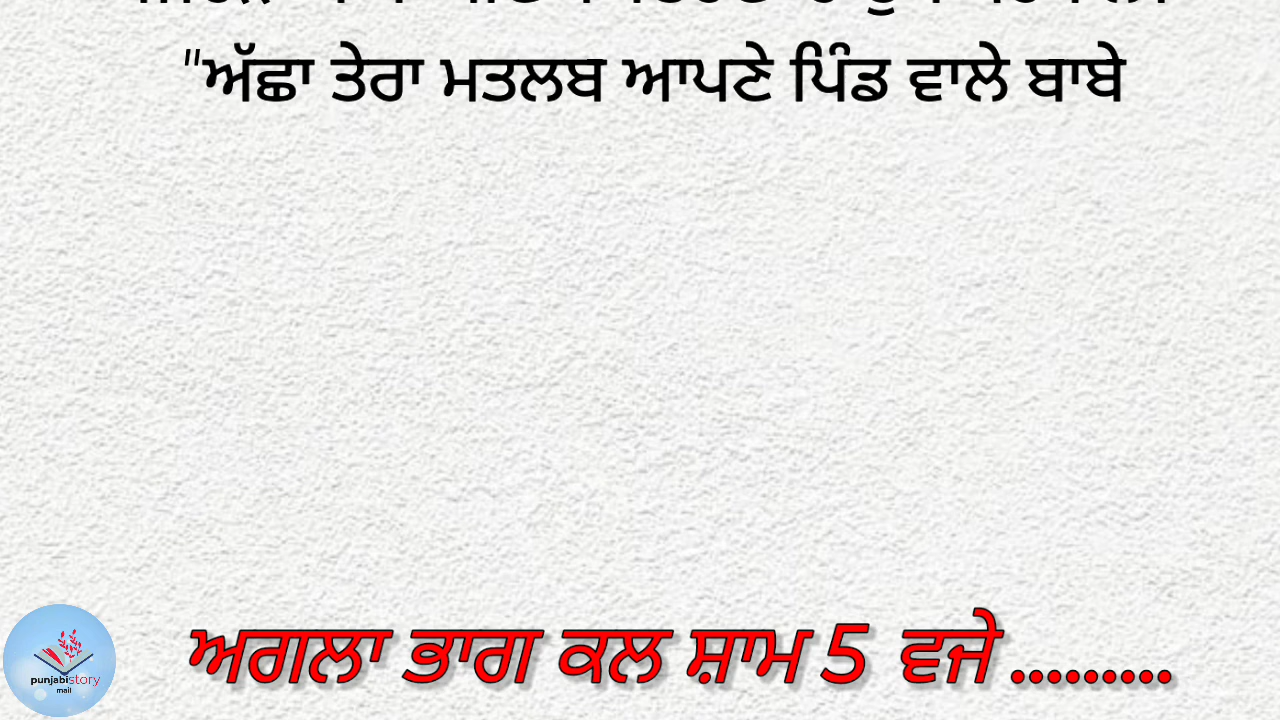 "ਅੱਛਾ ਤੇਰਾ ਮਤਲਬ ਆਪਣੇ ਪਿੰਡ ਵਾਲੇ ਬਾਬੇ
punjabistory
mail
ਅਗਲਾ ਭਾਗ ਕਲ ਸ਼ਾਮ 5 ਵਜੇ .........